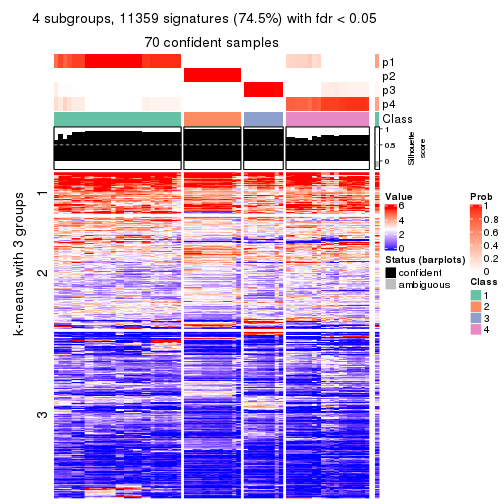 4 subgroups, 11359 signatures (74.5%) with fdr < 0.05
70 confident samples
p1
p2
p3
p4
Class
1
0.5
0
Silhouette
score
k-means with 3 groups
1
2
3
Value
6
4
2
0
Status (barplots)
confident
ambiguous
Prob
1
0.8
0.6
0.4
0.2
0
Class
1
2
3
4